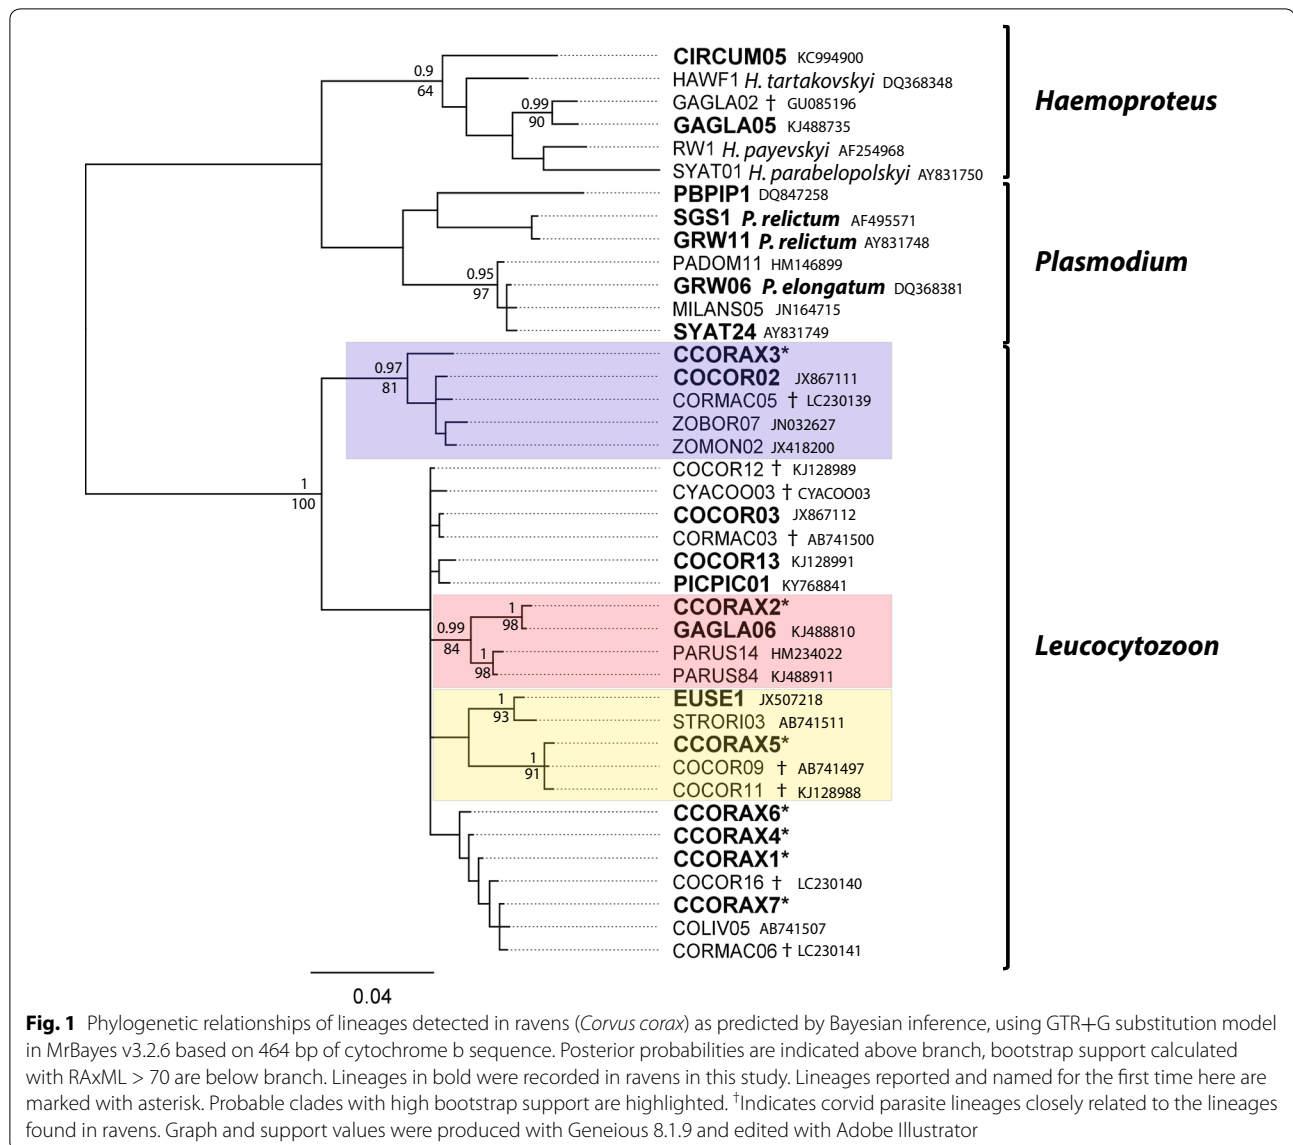 CIRCUM05 KC994900
0.9
64
HAWF1 H. tartakovskyi DQ368348
GAGLA02 † GU085196
0.99
90
GAGLA05 KJ488735
Haemoproteus
RW1 H. payevskyi AF254968
SYAT01 H. parabelopolskyi AY831750
PBPIP1 DQ847258
SGS1 P. relictum AF495571
GRW11 P. relictum AY831748
PADOM11 HM146899
Plasmodium
0.95
97
GRW06 P. elongatum DQ368381
MILANS05 JN164715
SYAT24 AY831749
CCORAX3*
0.97
81
COCOR02 JX867111
CORMAC05 † LC230139
ZOBOR07 JN032627
ZOMON02 JX418200
COCOR12 † KJ128989
1
100
CYACOO03 † CYACOO03
COCOR03 JX867112
CORMAC03 † AB741500
COCOR13 KJ128991
PICPIC01 KY768841
CCORAX2*
1
98
GAGLA06 KJ488810
0.99
84
Leucocytozoon
PARUS14 HM234022
1
98
PARUS84 KJ488911
EUSE1 JX507218
1
93
STRORI03 AB741511
CCORAX5*
1
91
COCOR09 † AB741497
COCOR11 † KJ128988
CCORAX6*
CCORAX4*
CCORAX1*
COCOR16 † LC230140
CCORAX7*
COLIV05 AB741507
CORMAC06 † LC230141
0.04
Fig. 1 Phylogenetic relationships of lineages detected in ravens (Corvus corax) as predicted by Bayesian inference, using GTR+G substitution model
in MrBayes v3.2.6 based on 464 bp of cytochrome b sequence. Posterior probabilities are indicated above branch, bootstrap support calculated
with RAxML > 70 are below branch. Lineages in bold were recorded in ravens in this study. Lineages reported and named for the first time here are
marked with asterisk. Probable clades with high bootstrap support are highlighted. †Indicates corvid parasite lineages closely related to the lineages
found in ravens. Graph and support values were produced with Geneious 8.1.9 and edited with Adobe Illustrator